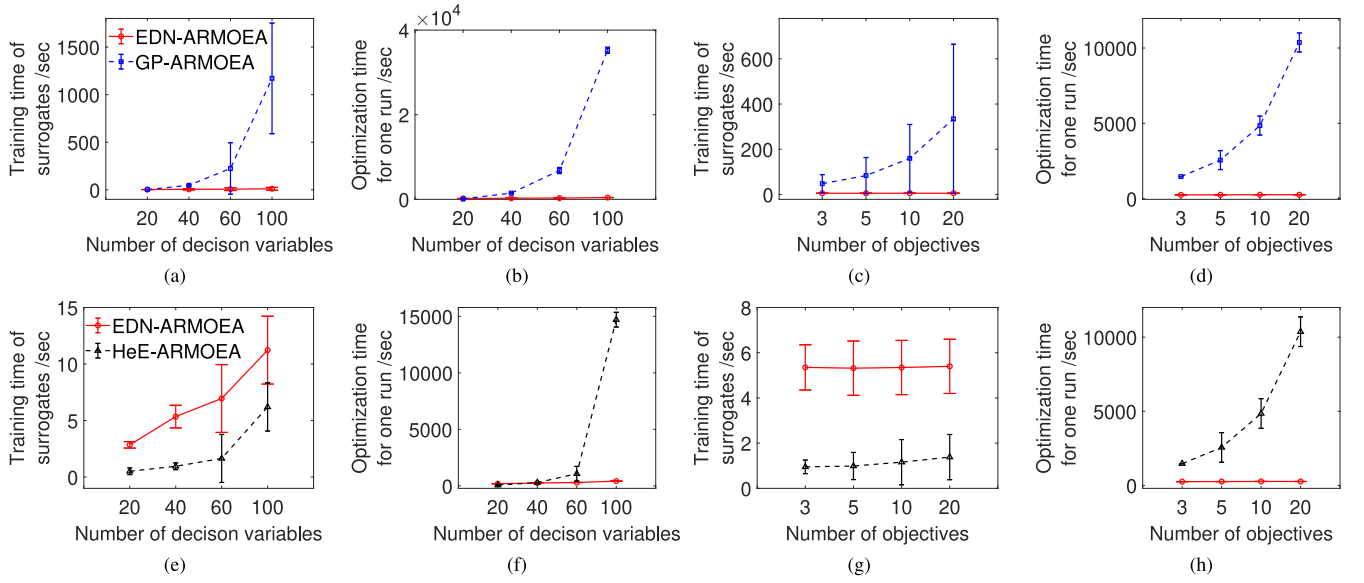 Training time of
surrogates /sec
1500
1000
500
0
EDN-ARMOEA
GP-ARMOEA
20 40 60 100
Number of decison variables
(a)
Optimization time
for one run /sec
×10⁴
4
2
0
20 40 60 100
Number of decison variables
(b)
Training time of
surrogates /sec
600
400
200
0
3 5 10 20
Number of objectives
(c)
Optimization time
for one run /sec
10000
5000
0
3 5 10 20
Number of objectives
(d)
Training time of
surrogates /sec
15
10
5
0
EDN-ARMOEA
HeE-ARMOEA
20 40 60 100
Number of decison variables
(e)
Optimization time
for one run /sec
15000
10000
5000
0
20 40 60 100
Number of decison variables
(f)
Training time of
surrogates /sec
8
6
4
2
0
3 5 10 20
Number of objectives
(g)
Optimization time
for one run /sec
10000
5000
0
3 5 10 20
Number of objectives
(h)